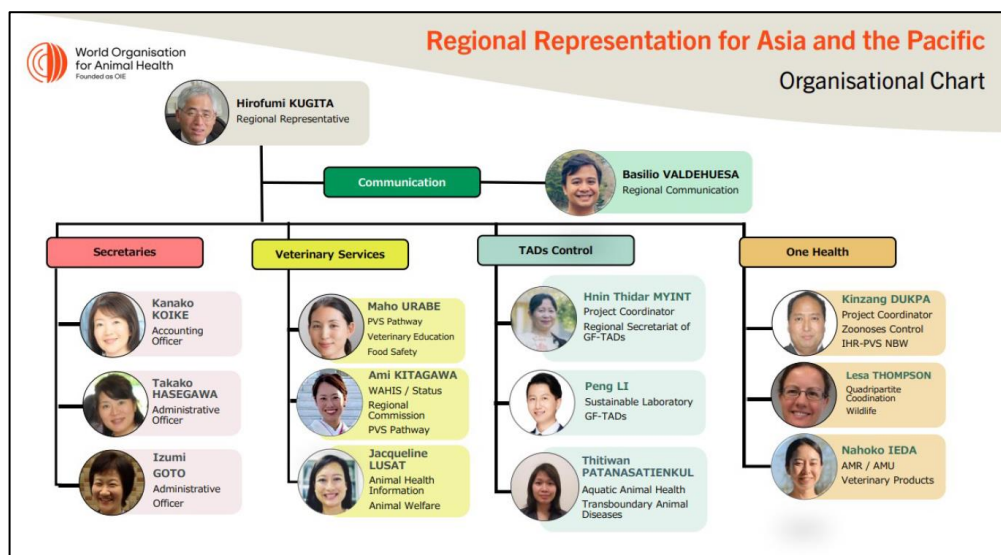 World Organisation
for Animal Health
Founded as OIE
Regional Representation for Asia and the Pacific
Organisational Chart
Hirofumi KUGITA
Regional Representative
Communication
Basilio VALDEHUESA
Regional Communication
Secretaries
Kanako
KOIKE
Accounting
Officer
Takako
HASEGAWA
Administrative
Officer
Izumi
GOTO
Administrative
Officer
Veterinary Services
Maho URABE
PVS Pathway
Veterinary Education
Food Safety
Ami KITAGAWA
WAHIS / Status
Regional
Commission
PVS Pathway
Jacqueline
LUSAT
Animal Health
Information
Animal Welfare
TADs Control
Hnin Thidar MYINT
Project Coordinator
Regional Secretariat of
GF-TADs
Peng LI
Sustainable Laboratory
GF-TADs
Thitiwan
PATANASATIENKUL
Aquatic Animal Health
Transboundary Animal
Diseases
One Health
Kinzang DUKPA
Project Coordinator
Zoonoses Control
IHR-PVS NBW
Lesa THOMPSON
Quadripartite
Coodination
Wildlife
Nahoko IEDA
AMR / AMU
Veterinary Products